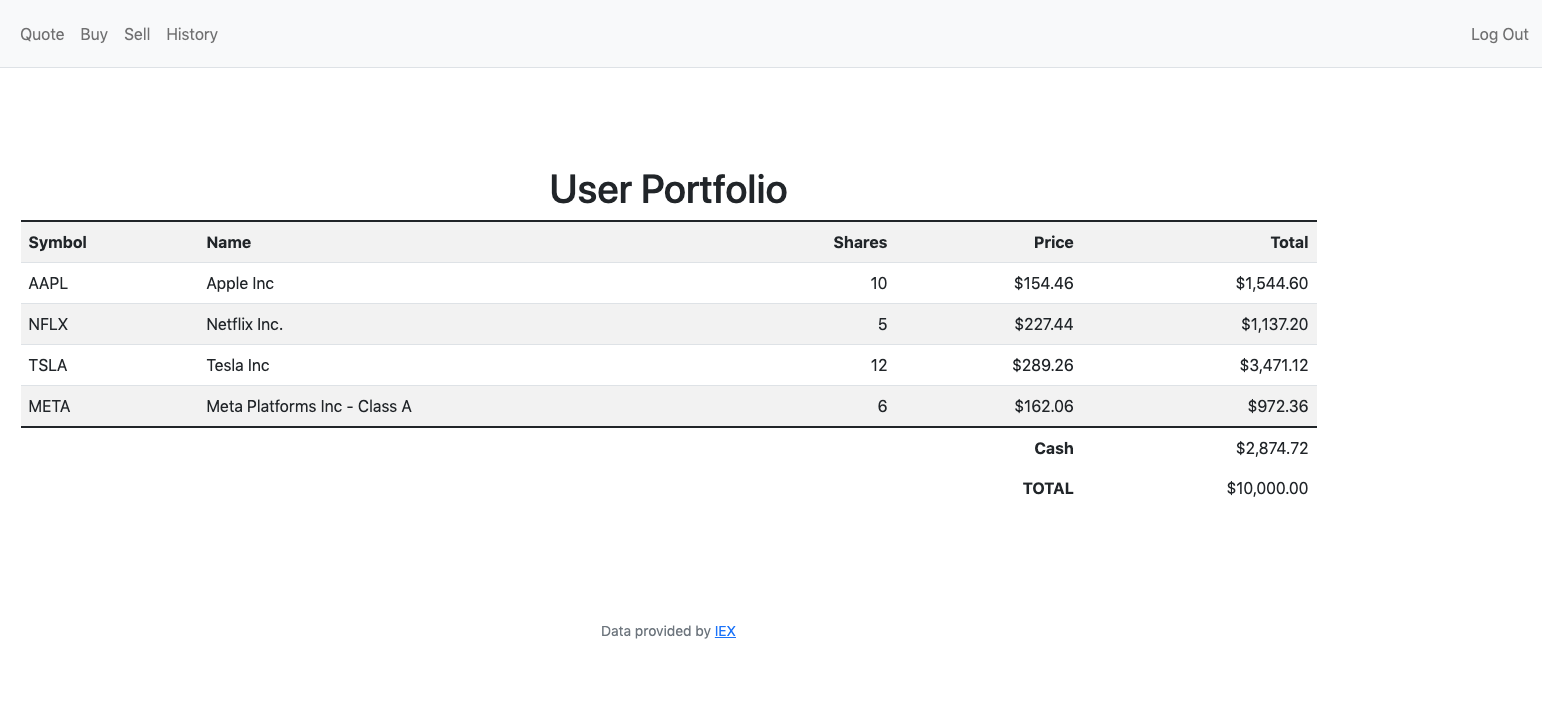 Quote Buy Sell History Log Out
User Portfolio
Symbol Name Shares Price Total
AAPL Apple Inc 10 $154.46 $1,544.60
NFLX Netflix Inc. 5 $227.44 $1,137.20
TSLA Tesla Inc 12 $289.26 $3,471.12
META Meta Platforms Inc - Class A 6 $162.06 $972.36
Cash $2,874.72
TOTAL $10,000.00
Data provided by IEX